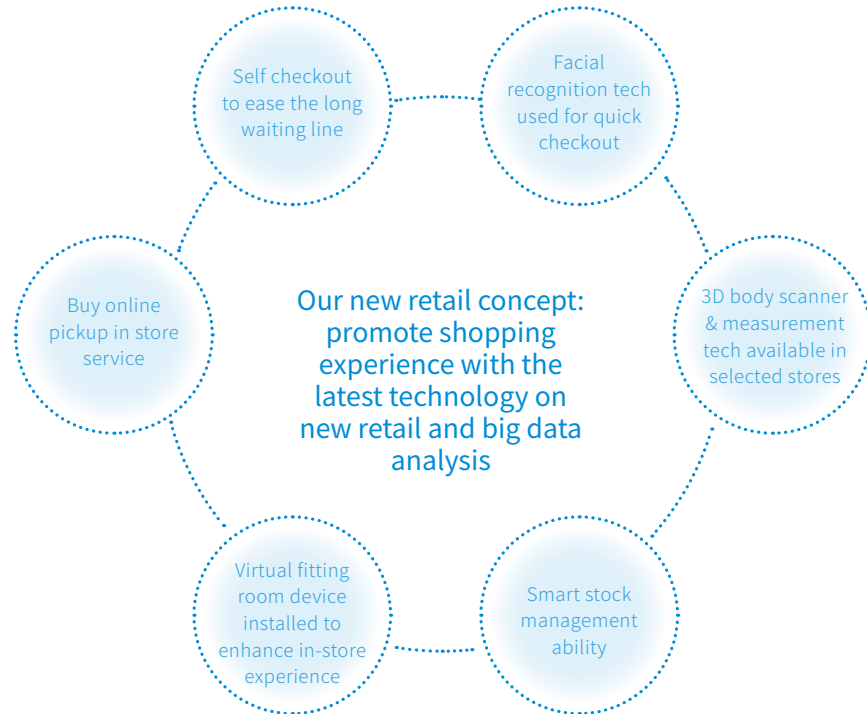 Self checkout
to ease the long
waiting line
Facial
recognition tech
used for quick
checkout
Buy online
pickup in store
service
Our new retail concept:
promote shopping
experience with the
latest technology on
new retail and big data
analysis
3D body scanner
& measurement
tech available in
selected stores
Virtual fitting
room device
installed to
enhance in-store
experience
Smart stock
management
ability